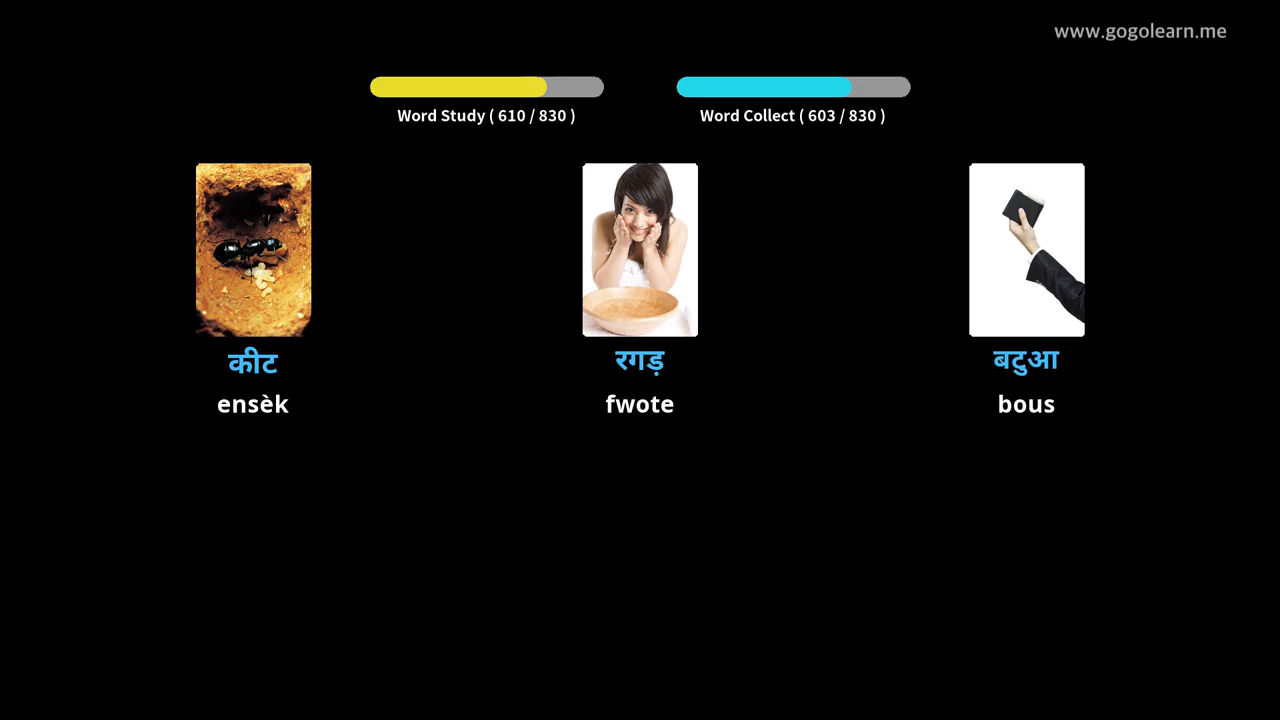 www.gogolearn.me
Word Study ( 610 / 830 )
Word Collect ( 603 / 830 )
कीट
ensèk
रगड़
fwote
बटुआ
bous